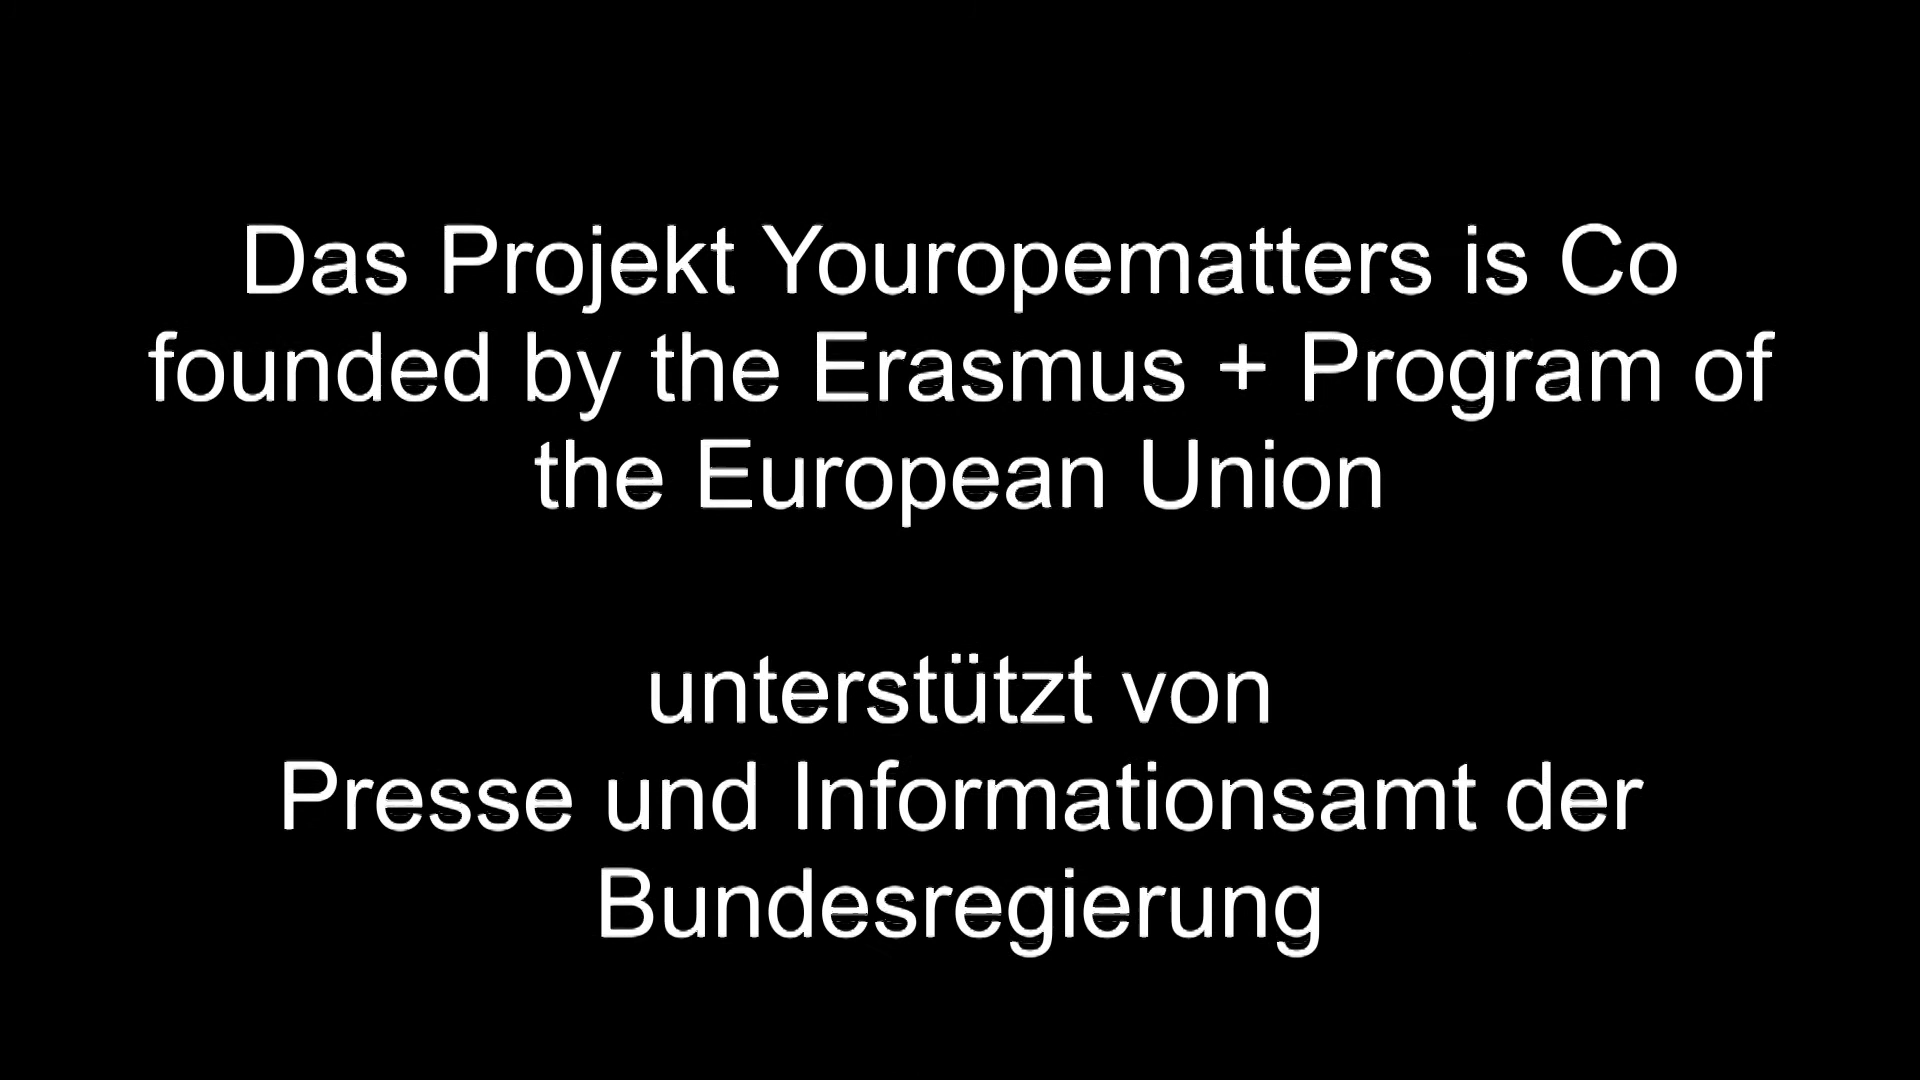 Das Projekt Youropematters is Co
founded by the Erasmus + Program of
the European Union
unterstützt von
Presse und Informationsamt der
Bundesregierung